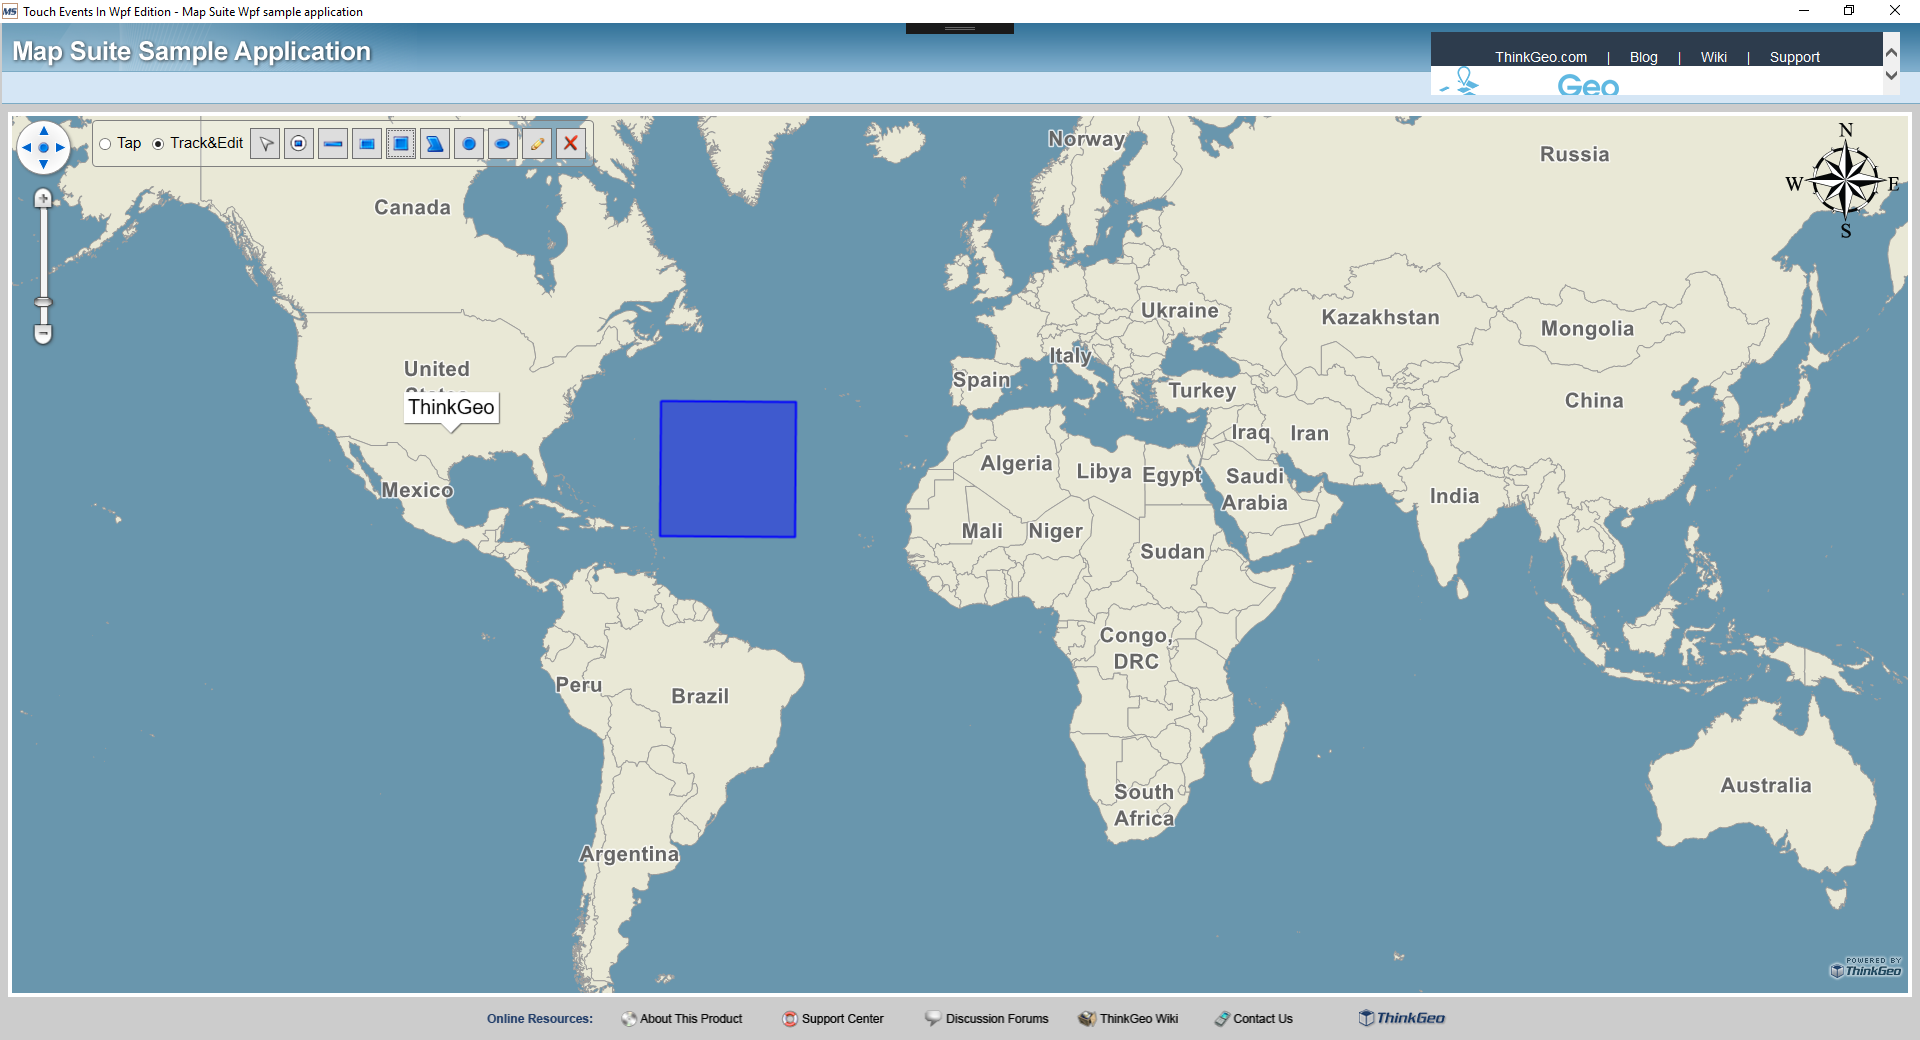 MS Touch Events In Wpf Edition - Map Suite Wpf sample application
Map Suite Sample Application
ThinkGeo.com | Blog | Wiki | Support
Geo
Tap Track&Edit
N
W E
S
Norway
Russia
Canada
Ukraine
Kazakhstan
Mongolia
Italy
United
States
Spain
Turkey
China
ThinkGeo
Iraq
Iran
Algeria
Libya
Egypt
Saudi
Arabia
Mexico
India
Mali
Niger
Sudan
Congo,
DRC
Peru
Brazil
South
Africa
Australia
Argentina
POWERED BY
ThinkGeo
Online Resources: About This Product Support Center Discussion Forums ThinkGeo Wiki Contact Us ThinkGeo